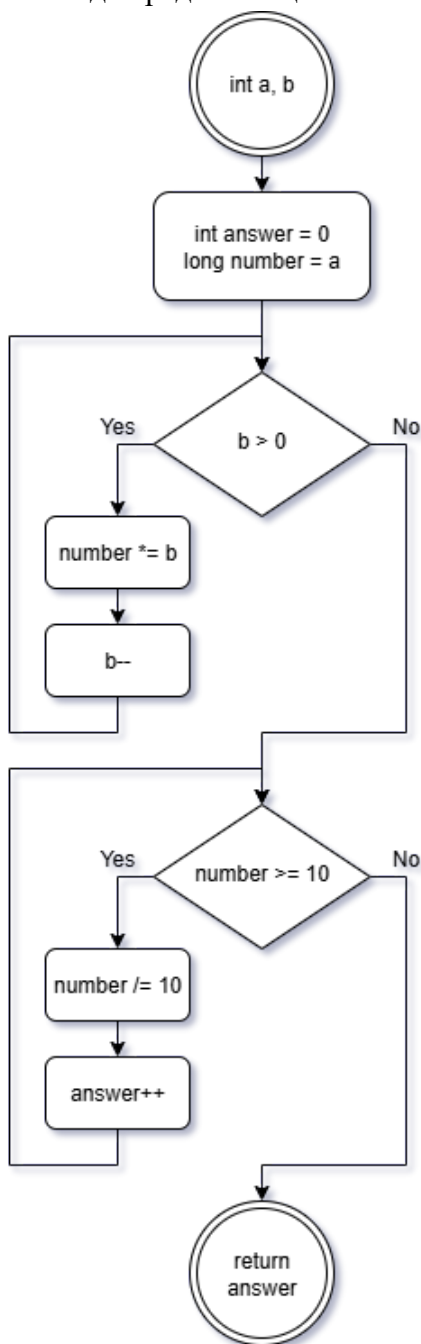 int a, b
int answer = 0
long number = a
b > 0
Yes
No
number *= b
b--
number >= 10
Yes
No
number /= 10
answer++
return
answer